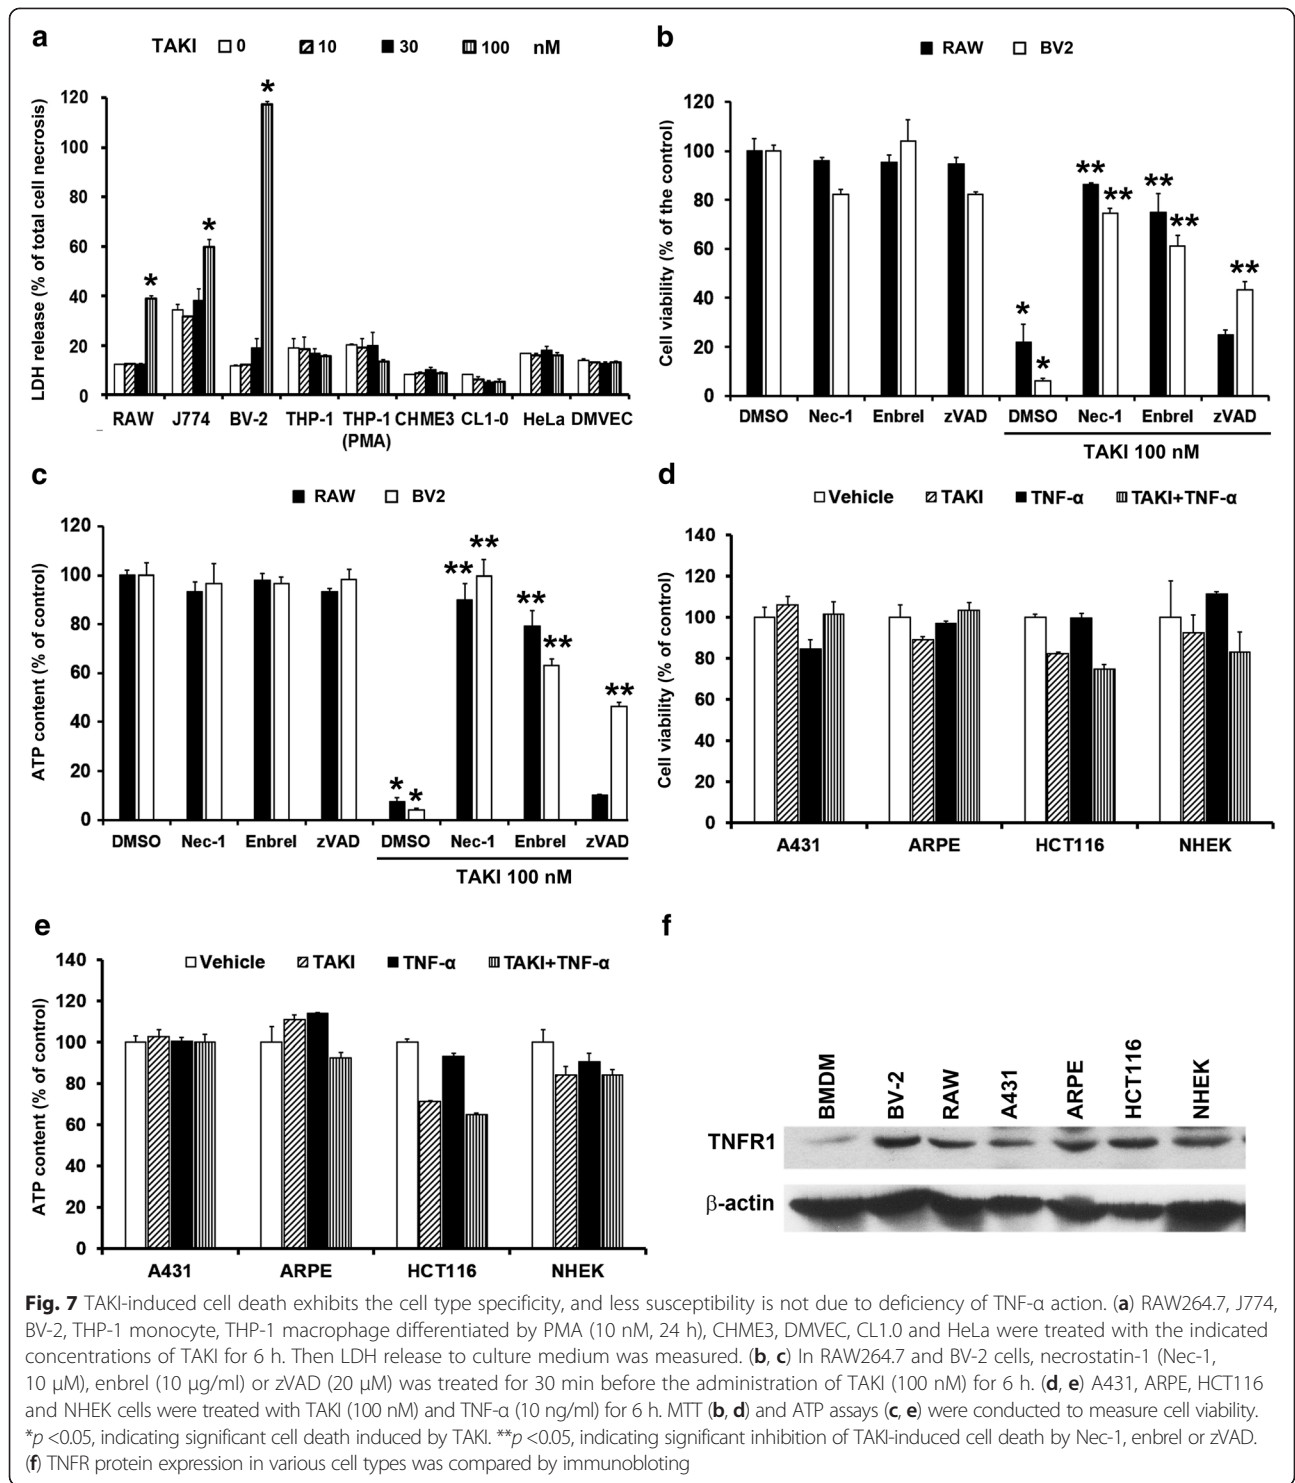 a
TAKI 0 10 30 100 nM
LDH release (% of total cell necrosis)
120
100
80
60
40
20
0
* * *
RAW J774 BV-2 THP-1 THP-1 CHME3 CL1-0 HeLa DMVEC
(PMA)
b
RAW BV2
Cell viability (% of the control)
120
100
80
60
40
20
0
* * ** ** ** ** **
DMSO Nec-1 Enbrel zVAD DMSO Nec-1 Enbrel zVAD
TAKI 100 nM
c
RAW BV2
ATP content (% of control)
120
100
80
60
40
20
0
* * ** ** ** ** **
DMSO Nec-1 Enbrel zVAD DMSO Nec-1 Enbrel zVAD
TAKI 100 nM
d
Vehicle TAKI TNF-α TAKI+TNF-α
Cell viability (% of control)
140
120
100
80
60
40
20
0
A431 ARPE HCT116 NHEK
e
Vehicle TAKI TNF-α TAKI+TNF-α
ATP content (% of control)
140
120
100
80
60
40
20
0
A431 ARPE HCT116 NHEK
f
BMDM BV-2 RAW A431 ARPE HCT116 NHEK
TNFR1
β-actin
Fig. 7 TAKI-induced cell death exhibits the cell type specificity, and less susceptibility is not due to deficiency of TNF-α action. (a) RAW264.7, J774,
BV-2, THP-1 monocyte, THP-1 macrophage differentiated by PMA (10 nM, 24 h), CHME3, DMVEC, CL1.0 and HeLa were treated with the indicated
concentrations of TAKI for 6 h. Then LDH release to culture medium was measured. (b, c) In RAW264.7 and BV-2 cells, necrostatin-1 (Nec-1,
10 μM), enbrel (10 μg/ml) or zVAD (20 μM) was treated for 30 min before the administration of TAKI (100 nM) for 6 h. (d, e) A431, ARPE, HCT116
and NHEK cells were treated with TAKI (100 nM) and TNF-α (10 ng/ml) for 6 h. MTT (b, d) and ATP assays (c, e) were conducted to measure cell viability.
*p <0.05, indicating significant cell death induced by TAKI. **p <0.05, indicating significant inhibition of TAKI-induced cell death by Nec-1, enbrel or zVAD.
(f) TNFR protein expression in various cell types was compared by immunobloting